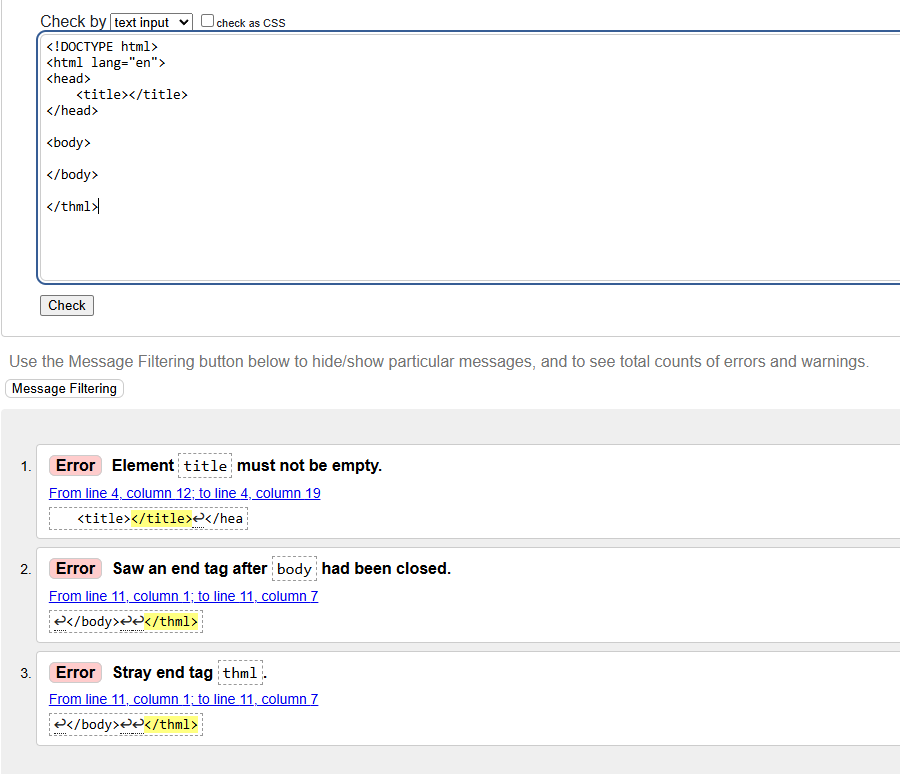 Check by text input check as CSS
<!DOCTYPE html>
<html lang="en">
<head>
    <title></title>
</head>
<body>
</body>
</thml>
Check
Use the Message Filtering button below to hide/show particular messages, and to see total counts of errors and warnings.
Message Filtering
1. Error Element title must not be empty.
From line 4, column 12; to line 4, column 19
<title></title>↩</hea
2. Error Saw an end tag after body had been closed.
From line 11, column 1; to line 11, column 7
↩</body>↩↩</thml>
3. Error Stray end tag thml.
From line 11, column 1; to line 11, column 7
↩</body>↩↩</thml>